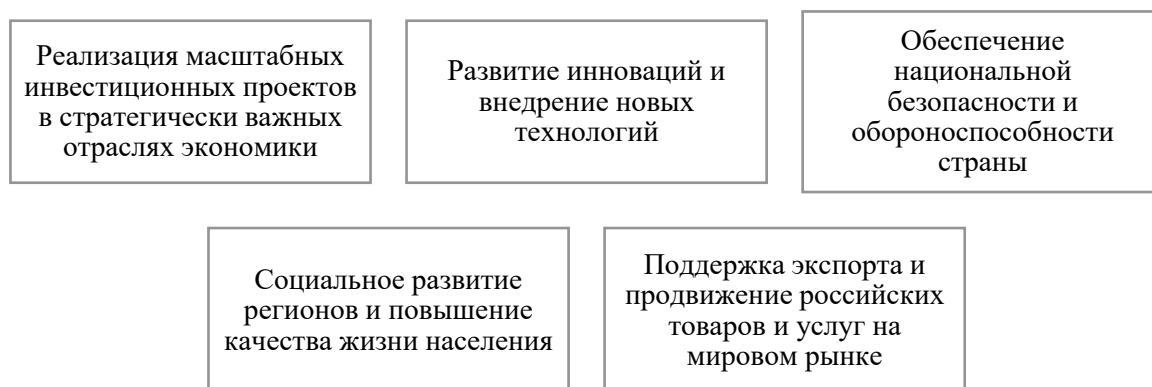 Реализация масштабных
инвестиционных проектов
в стратегически важных
отраслях экономики
Развитие инноваций и
внедрение новых
технологий
Обеспечение
национальной
безопасности и
обороноспособности
страны
Социальное развитие
регионов и повышение
качества жизни населения
Поддержка экспорта и
продвижение российских
товаров и услуг на
мировом рынке